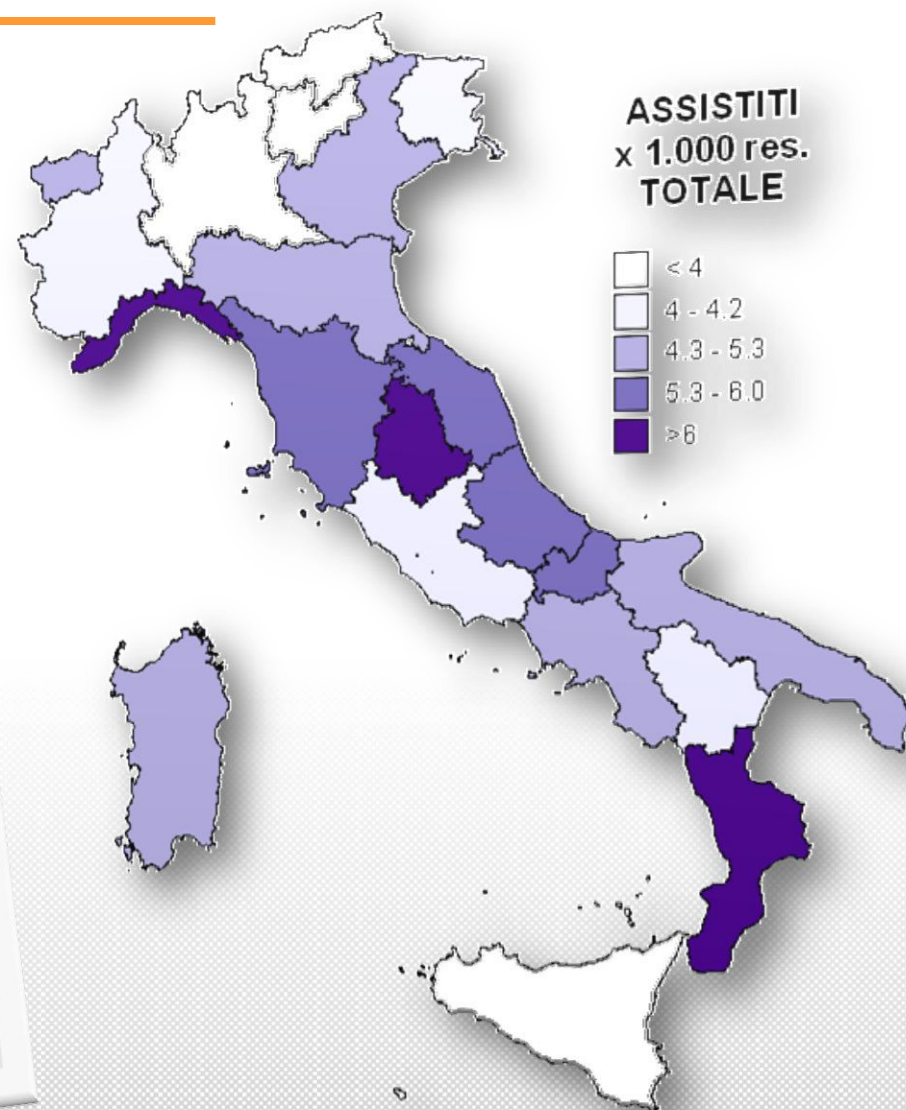 ASSISTITI
x 1.000 res.
TOTALE
< 4
4 - 4.2
4.3 - 5.3
5.3 - 6.0
>6